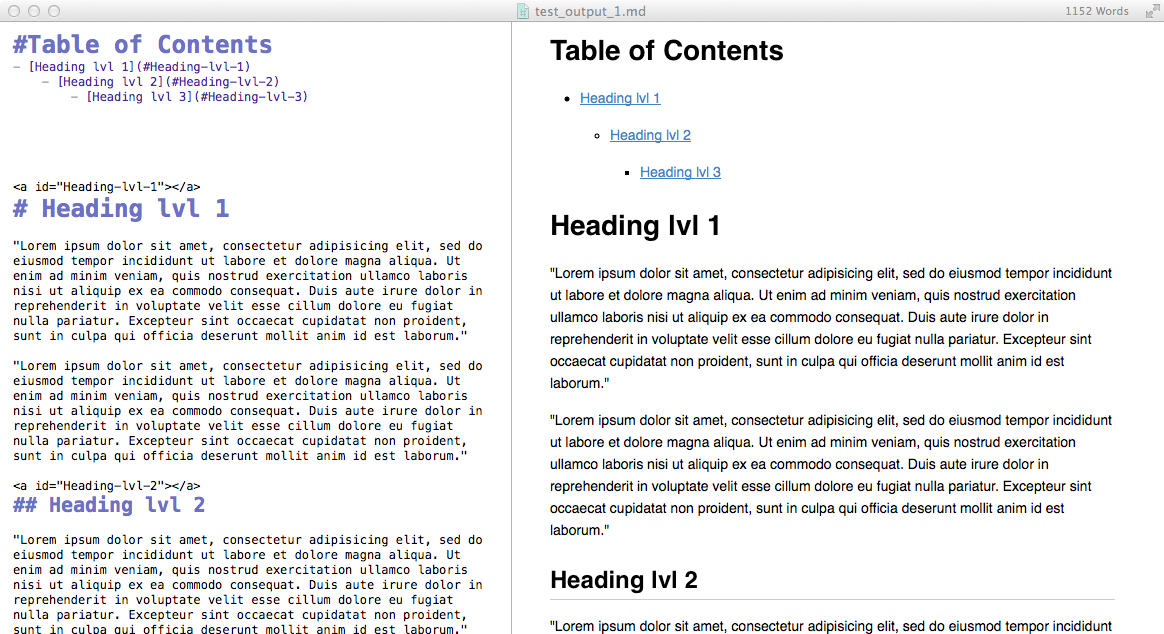 test_output_1.md
1152 Words
#Table of Contents
- [Heading lvl 1](#Heading-lvl-1)
- [Heading lvl 2](#Heading-lvl-2)
- [Heading lvl 3](#Heading-lvl-3)
<a id="Heading-lvl-1"></a>
# Heading lvl 1
"Lorem ipsum dolor sit amet, consectetur adipisicing elit, sed do
eiusmod tempor incididunt ut labore et dolore magna aliqua. Ut
enim ad minim veniam, quis nostrud exercitation ullamco laboris
nisi ut aliquip ex ea commodo consequat. Duis aute irure dolor in
reprehenderit in voluptate velit esse cillum dolore eu fugiat
nulla pariatur. Excepteur sint occaecat cupidatat non proident,
sunt in culpa qui officia deserunt mollit anim id est laborum."
"Lorem ipsum dolor sit amet, consectetur adipisicing elit, sed do
eiusmod tempor incididunt ut labore et dolore magna aliqua. Ut
enim ad minim veniam, quis nostrud exercitation ullamco laboris
nisi ut aliquip ex ea commodo consequat. Duis aute irure dolor in
reprehenderit in voluptate velit esse cillum dolore eu fugiat
nulla pariatur. Excepteur sint occaecat cupidatat non proident,
sunt in culpa qui officia deserunt mollit anim id est laborum."
<a id="Heading-lvl-2"></a>
## Heading lvl 2
"Lorem ipsum dolor sit amet, consectetur adipisicing elit, sed do
eiusmod tempor incididunt ut labore et dolore magna aliqua. Ut
enim ad minim veniam, quis nostrud exercitation ullamco laboris
nisi ut aliquip ex ea commodo consequat. Duis aute irure dolor in
reprehenderit in voluptate velit esse cillum dolore eu fugiat
nulla pariatur. Excepteur sint occaecat cupidatat non proident,
sunt in culpa qui officia deserunt mollit anim id est laborum."
Table of Contents
Heading lvl 1
Heading lvl 2
Heading lvl 3
Heading lvl 1
"Lorem ipsum dolor sit amet, consectetur adipisicing elit, sed do eiusmod tempor incididunt
ut labore et dolore magna aliqua. Ut enim ad minim veniam, quis nostrud exercitation
ullamco laboris nisi ut aliquip ex ea commodo consequat. Duis aute irure dolor in
reprehenderit in voluptate velit esse cillum dolore eu fugiat nulla pariatur. Excepteur sint
occaecat cupidatat non proident, sunt in culpa qui officia deserunt mollit anim id est
laborum."
"Lorem ipsum dolor sit amet, consectetur adipisicing elit, sed do eiusmod tempor incididunt
ut labore et dolore magna aliqua. Ut enim ad minim veniam, quis nostrud exercitation
ullamco laboris nisi ut aliquip ex ea commodo consequat. Duis aute irure dolor in
reprehenderit in voluptate velit esse cillum dolore eu fugiat nulla pariatur. Excepteur sint
occaecat cupidatat non proident, sunt in culpa qui officia deserunt mollit anim id est
laborum."
Heading lvl 2
"Lorem ipsum dolor sit amet, consectetur adipisicing elit, sed do eiusmod tempor incididunt